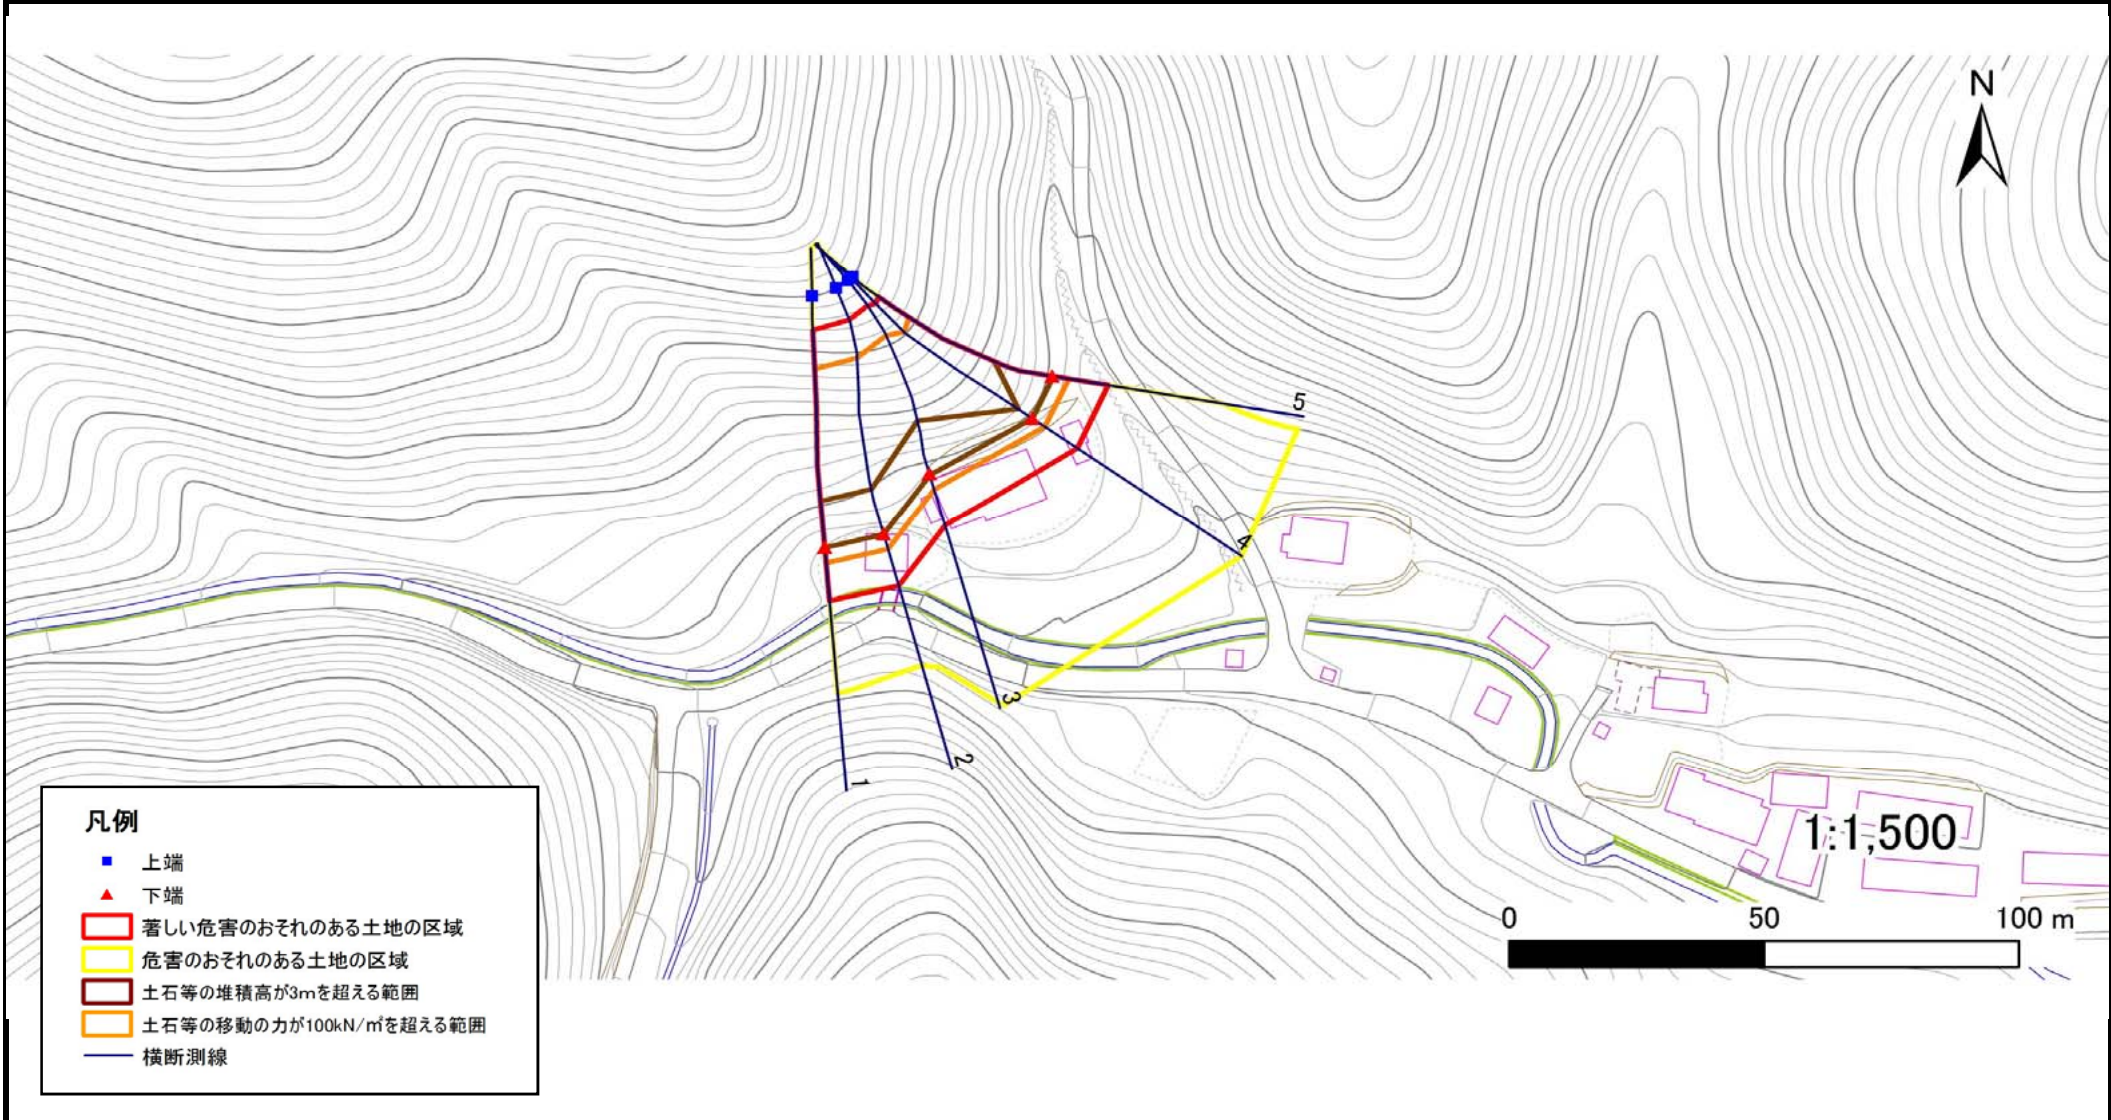 N
5
4
3
2
1
1:1,500
0 50 100 m
凡例
上端
下端
著しい危害のおそれのある土地の区域
危害のおそれのある土地の区域
土石等の堆積高が3mを超える範囲
土石等の移動の力が100kN/㎡を超える範囲
横断測線